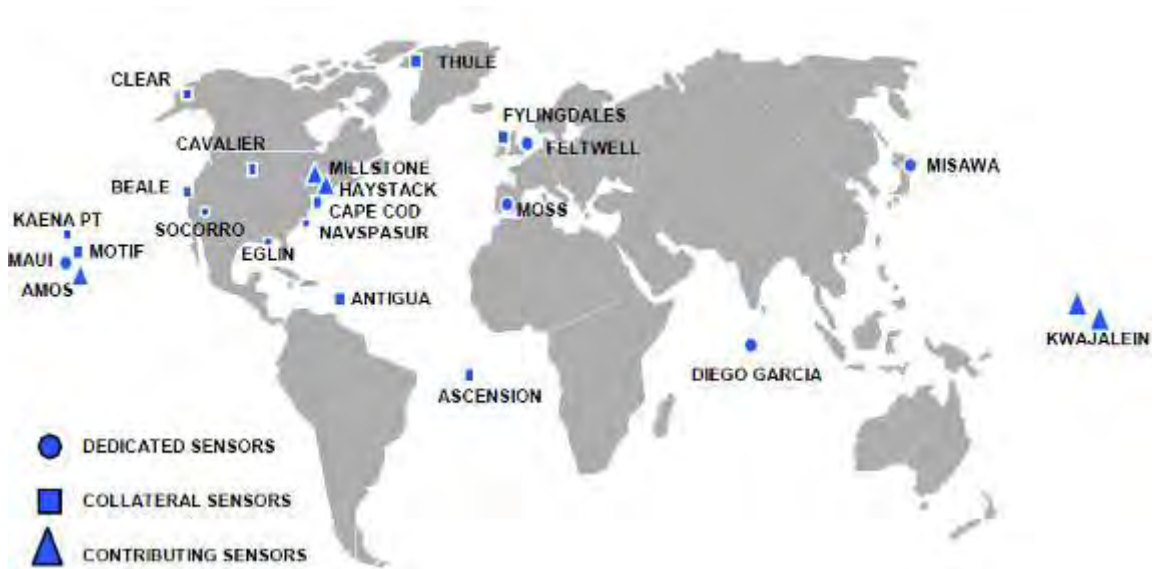 THULE
CLEAR
FYLINGDALES
CAVALIER
FELTWELL
MILLSTONE
MISAWA
BEALE
HAYSTACK
CAPE COD
MOSS
KAENA PT
SOCORRO
NAVSPASUR
MOTIF
EGLIN
MAUI
AMOS
ANTIGUA
KWAJALEIN
DIEGO GARCIA
ASCENSION
DEDICATED SENSORS
COLLATERAL SENSORS
CONTRIBUTING SENSORS